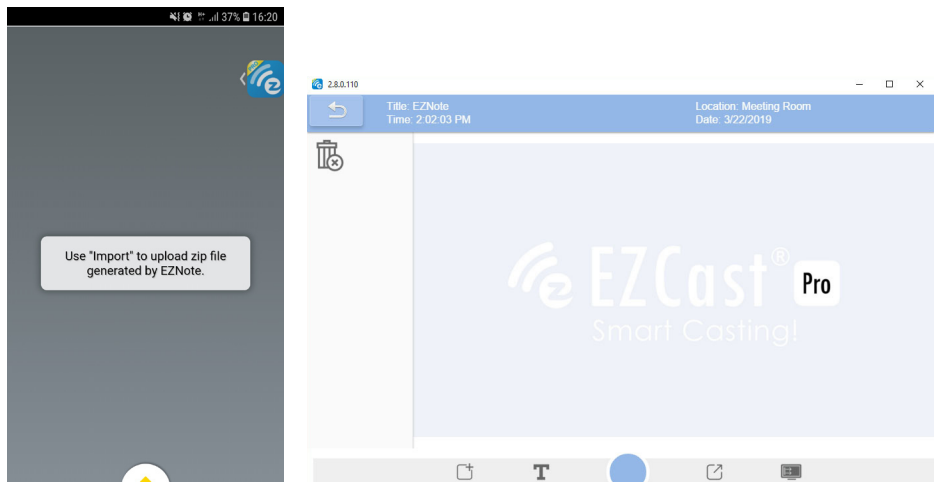 37% 16:20
Use "Import" to upload zip file
generated by EZNote.
2.8.0.110
Title: EZNote
Time: 2:02:03 PM
Location: Meeting Room
Date: 3/22/2019
EZCast® Pro
Smart Casting!
T